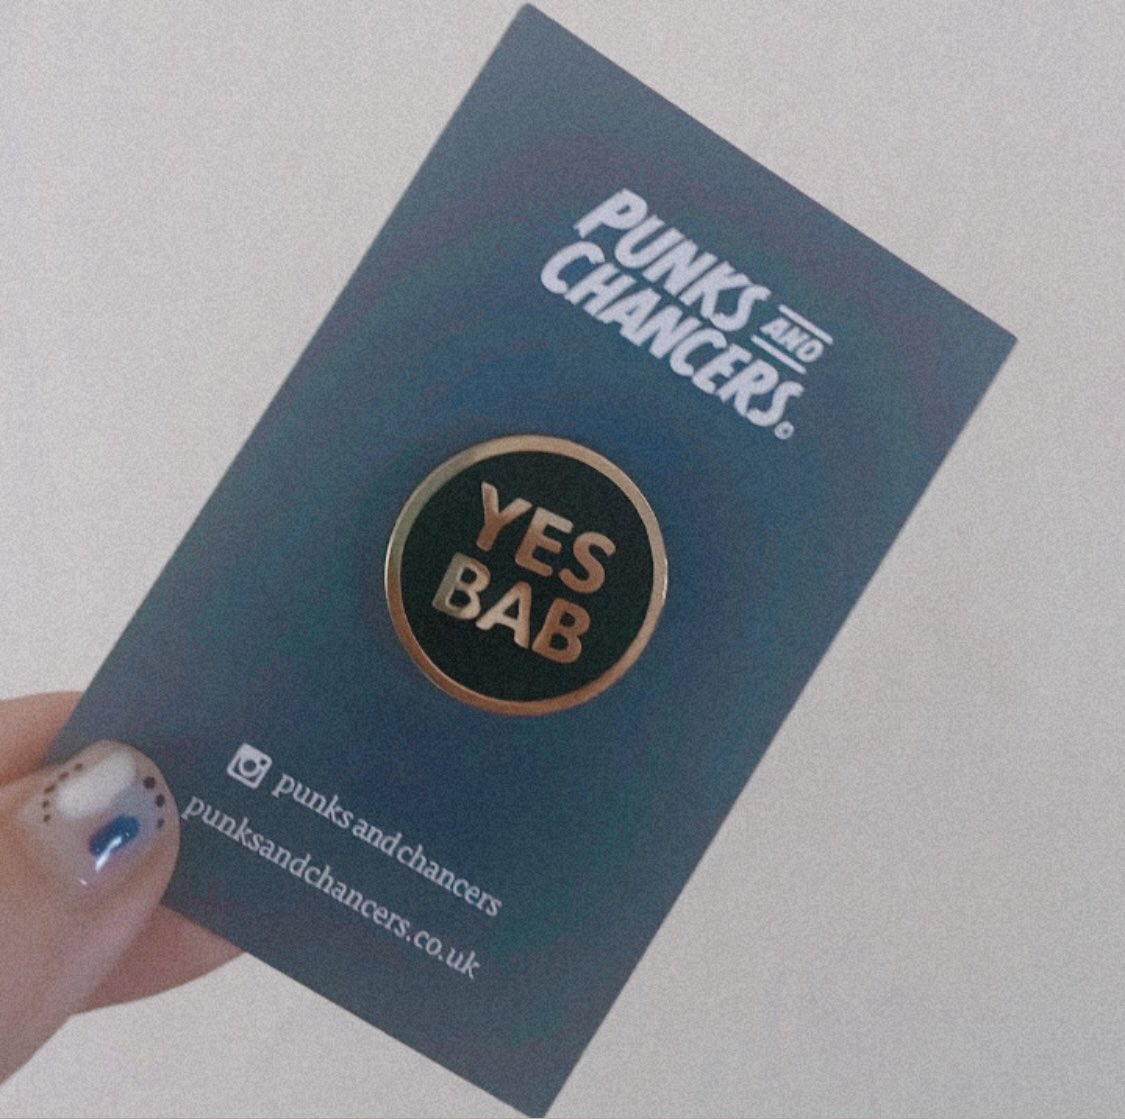 PUNKS AND
CHANCERS.
YES
BAB
punksandchancers
punksandchancers.co.uk